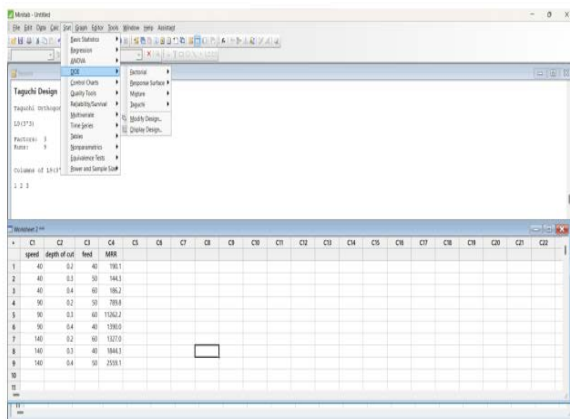 Minitab - Untitled
File Edit Data Calc Stat Graph Editor Tools Window Help Assistant
Basic Statistics
Regression
ANOVA
DOE
Control Charts
Quality Tools
Reliability/Survival
Multivariate
Time Series
Tables
Nonparametrics
Equivalence Tests
Power and Sample Size
Factorial
Response Surface
Mixture
Taguchi
Modify Design...
Display Design...
Taguchi Design
Taguchi Orthogo
L9(3^3)
Factors: 3
Runs: 9
Columns of L9(3^
1 2 3
Worksheet 2 ***
C1 C2 C3 C4 C5 C6 C7 C8 C9 C10 C11 C12 C13 C14 C15 C16 C17 C18 C19 C20 C21 C22
speed depth of cut feed MRR
1 40 0.2 40 190.1
2 40 0.3 50 144.3
3 40 0.4 60 186.2
4 90 0.2 50 789.8
5 90 0.3 60 11262.2
6 90 0.4 40 1390.0
7 140 0.2 60 1327.0
8 140 0.3 40 1844.3
9 140 0.4 50 2559.1
10
11